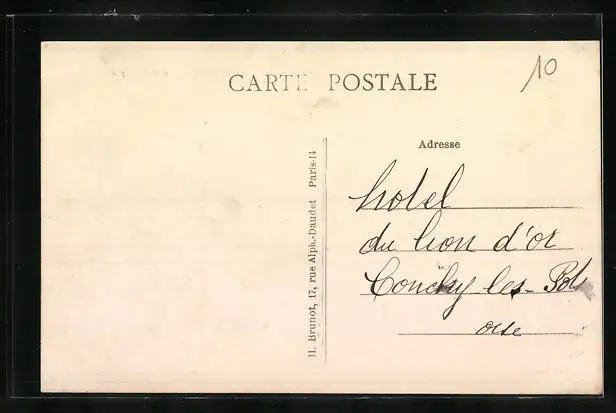 CARTE POSTALE
10
Adresse
hotel
du lion d'or
Conchy les-Pots
oise
H. Brunot, 17, rue Alph.-Daudet Paris-14